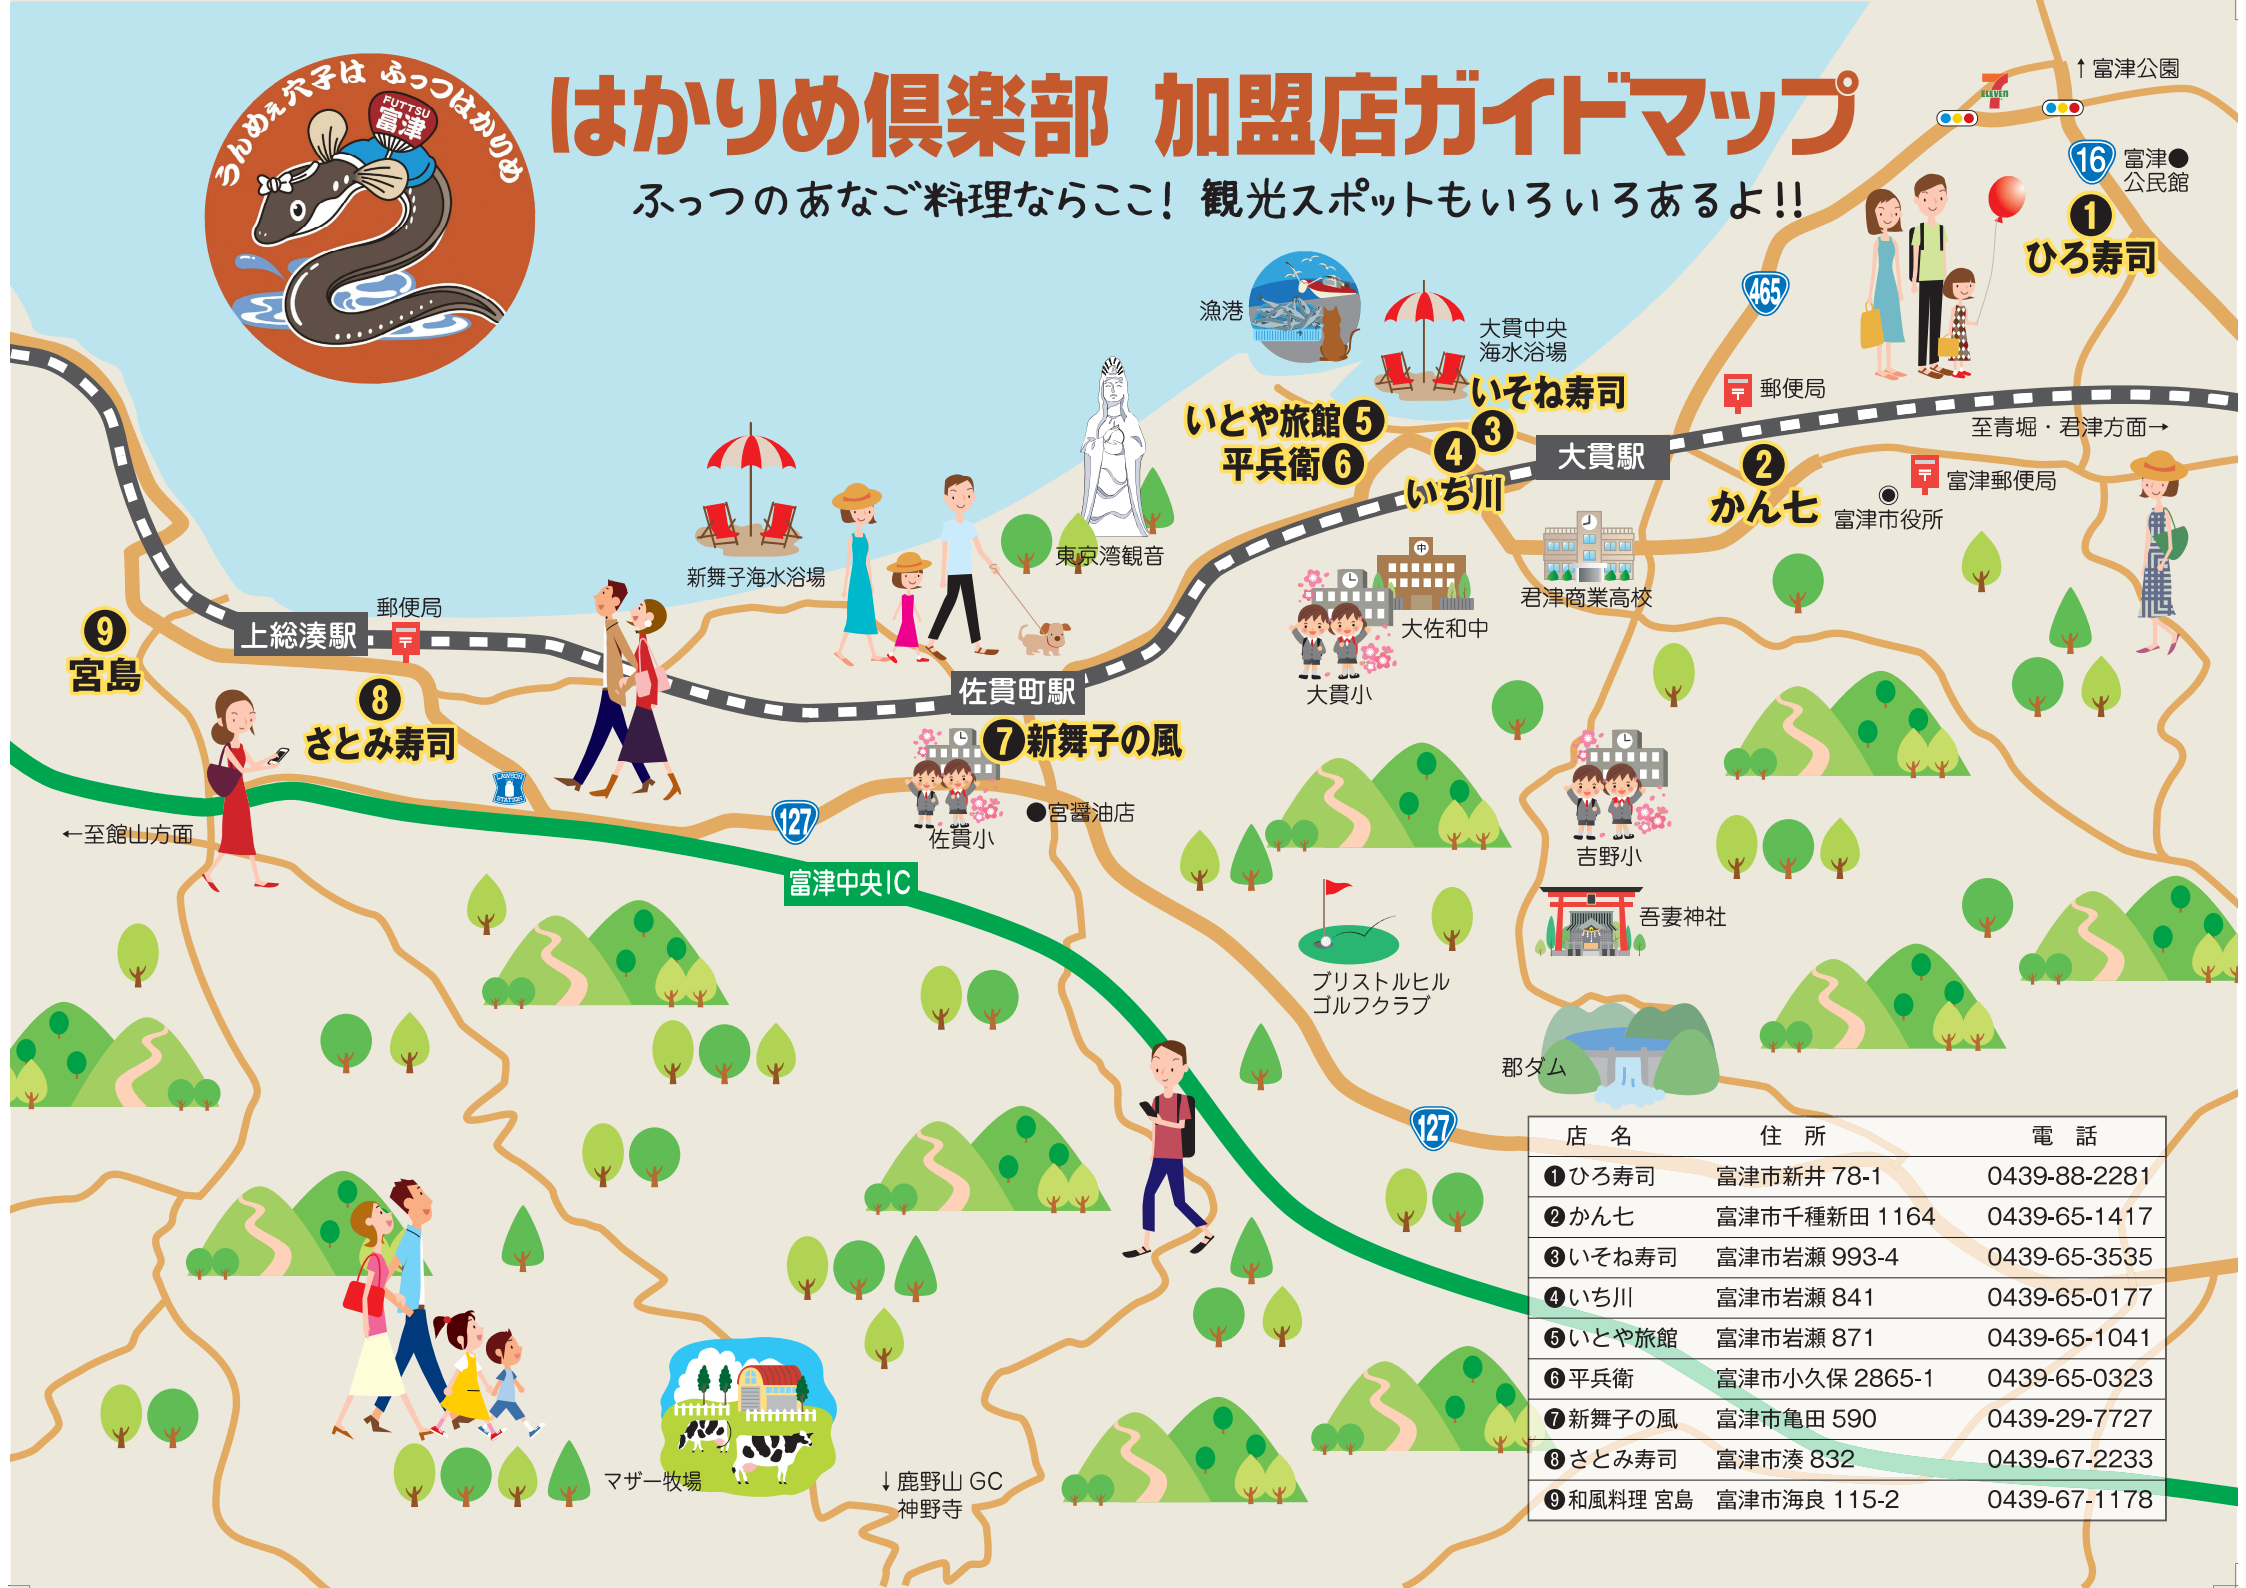 うんめぇ穴子は ふっつはかりめ
FUTTSU
富津
はかりめ倶楽部 加盟店ガイドマップ
ふっつのあなご料理ならここ! 観光スポットもいろいろあるよ!!
↑富津公園
7
ELEVEN
16
富津●
公民館
❶
ひろ寿司
465
漁港
大貫中央
海水浴場
いそね寿司
❸
いとや旅館❺
平兵衛❻
❹
いち川
大貫駅
郵便局
至青堀・君津方面→
❷
かん七
富津郵便局
◉
富津市役所
新舞子海水浴場
東京湾観音
君津商業高校
中
大佐和中
大貫小
郵便局
上総湊駅
❾
宮島
❽
さとみ寿司
佐貫町駅
❼新舞子の風
LAWSON
STATION
127
佐貫小
●宮醤油店
←至館山方面
富津中央IC
吉野小
吾妻神社
ブリストルヒル
ゴルフクラブ
郡ダム
127
マザー牧場
↓鹿野山 GC
神野寺
店 名 住 所 電 話
❶ひろ寿司 富津市新井 78-1 0439-88-2281
❷かん七 富津市千種新田 1164 0439-65-1417
❸いそね寿司 富津市岩瀬 993-4 0439-65-3535
❹いち川 富津市岩瀬 841 0439-65-0177
❺いとや旅館 富津市岩瀬 871 0439-65-1041
❻平兵衛 富津市小久保 2865-1 0439-65-0323
❼新舞子の風 富津市亀田 590 0439-29-7727
❽さとみ寿司 富津市湊 832 0439-67-2233
❾和風料理 宮島 富津市海良 115-2 0439-67-1178